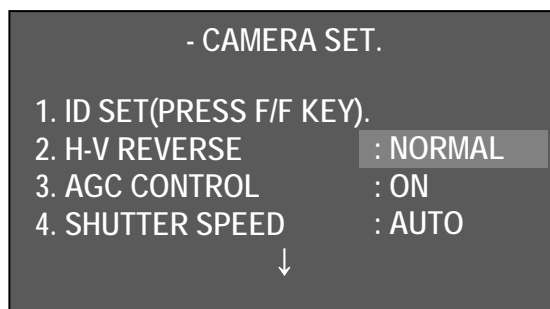 - CAMERA SET.
1. ID SET(PRESS F/F KEY).
2. H-V REVERSE : NORMAL
3. AGC CONTROL : ON
4. SHUTTER SPEED : AUTO
↓